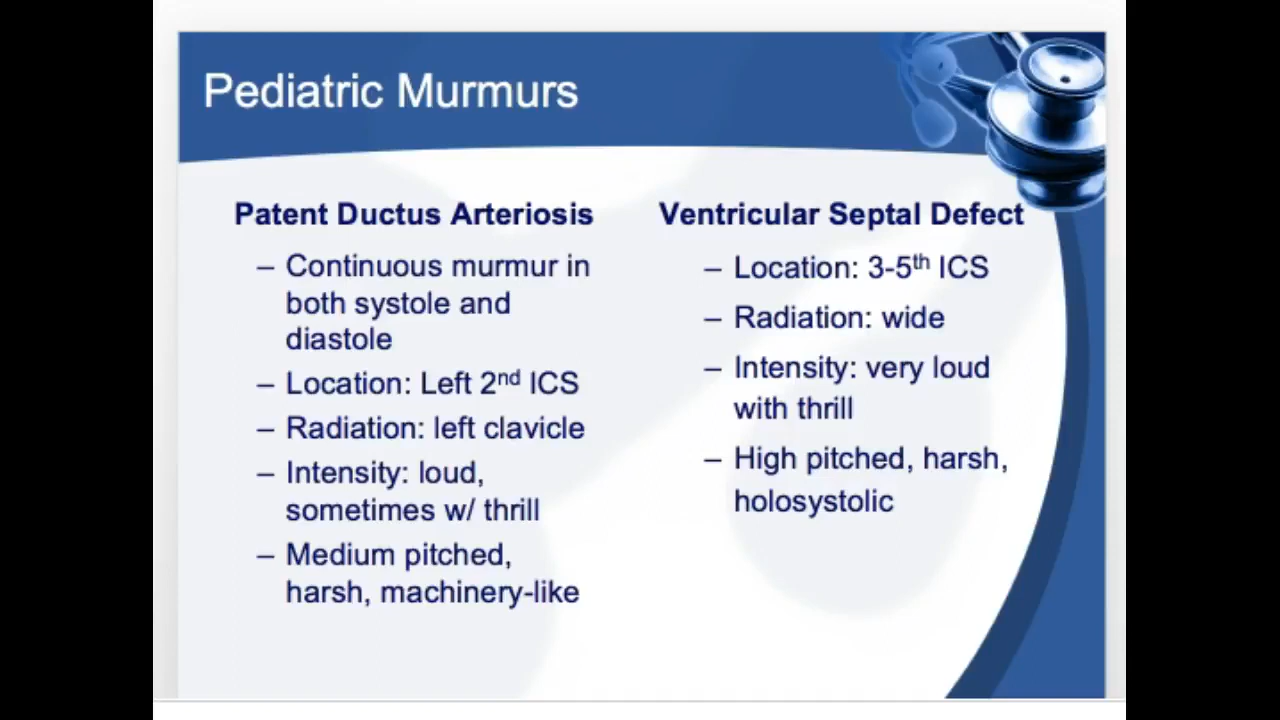 Pediatric Murmurs
Patent Ductus Arteriosis
– Continuous murmur in
both systole and
diastole
– Location: Left 2nd ICS
– Radiation: left clavicle
– Intensity: loud,
sometimes w/ thrill
– Medium pitched,
harsh, machinery-like
Ventricular Septal Defect
– Location: 3-5th ICS
– Radiation: wide
– Intensity: very loud
with thrill
– High pitched, harsh,
holosystolic